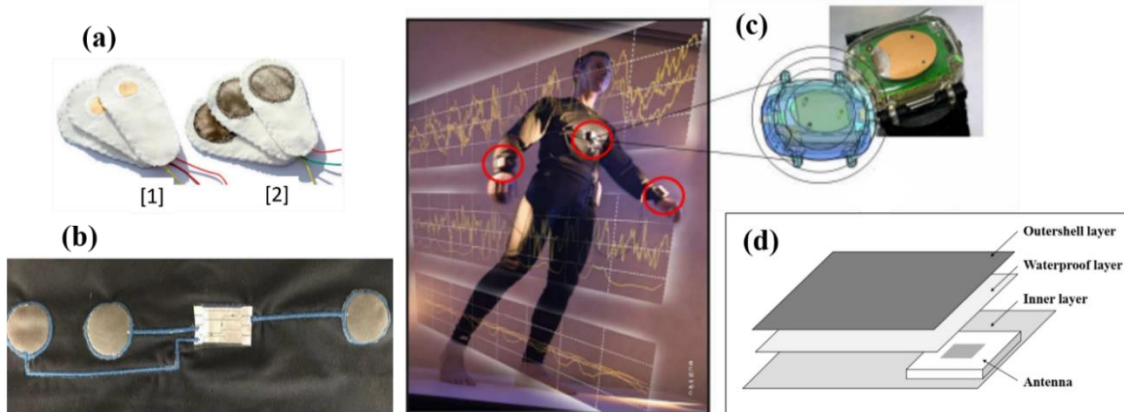 (a)
[1]
[2]
(b)
(c)
(d)
Outershell layer
Waterproof layer
Inner layer
Antenna